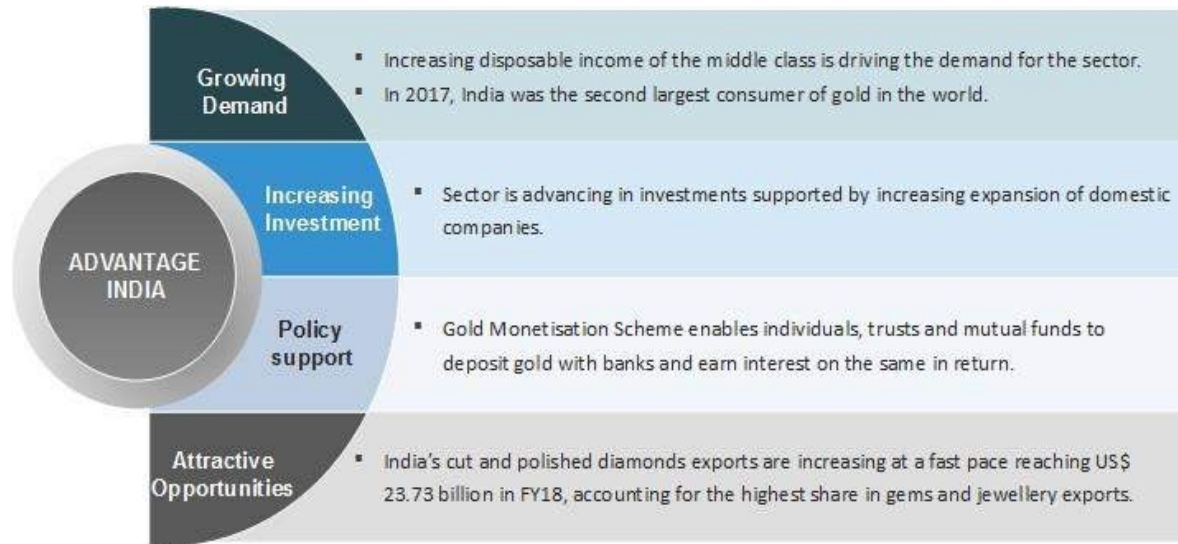 ADVANTAGE
INDIA
Growing
Demand
▪ Increasing disposable income of the middle class is driving the demand for the sector.
▪ In 2017, India was the second largest consumer of gold in the world.
Increasing
Investment
▪ Sector is advancing in investments supported by increasing expansion of domestic
companies.
Policy
support
▪ Gold Monetisation Scheme enables individuals, trusts and mutual funds to
deposit gold with banks and earn interest on the same in return.
Attractive
Opportunities
▪ India’s cut and polished diamonds exports are increasing at a fast pace reaching US$
23.73 billion in FY18, accounting for the highest share in gems and jewellery exports.